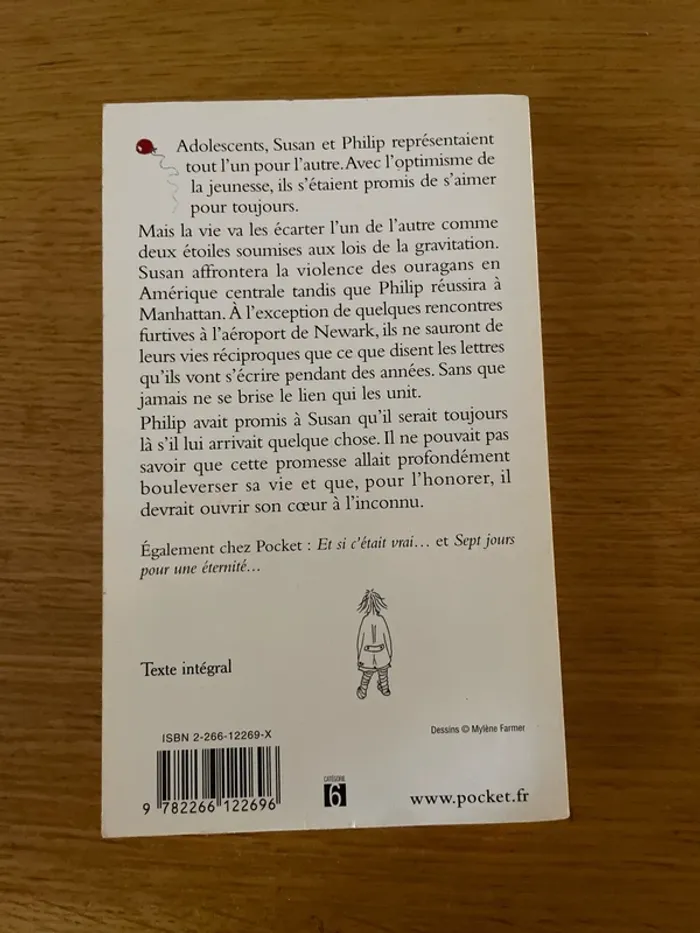 Adolescents, Susan et Philip représentaient
tout l'un pour l'autre. Avec l'optimisme de
la jeunesse, ils s'étaient promis de s'aimer
pour toujours.
Mais la vie va les écarter l'un de l'autre comme
deux étoiles soumises aux lois de la gravitation.
Susan affrontera la violence des ouragans en
Amérique centrale tandis que Philip réussira à
Manhattan. À l'exception de quelques rencontres
furtives à l'aéroport de Newark, ils ne sauront de
leurs vies réciproques que ce que disent les lettres
qu'ils vont s'écrire pendant des années. Sans que
jamais ne se brise le lien qui les unit.
Philip avait promis à Susan qu'il serait toujours
là s'il lui arrivait quelque chose. Il ne pouvait pas
savoir que cette promesse allait profondément
bouleverser sa vie et que, pour l'honorer, il
devrait ouvrir son cœur à l'inconnu.
Également chez Pocket : Et si c'était vrai... et Sept jours
pour une éternité...
Texte intégral
Dessins © Mylène Farmer
ISBN 2-266-12269-X
9 782266 122696
CATÉGORIE
6
www.pocket.fr